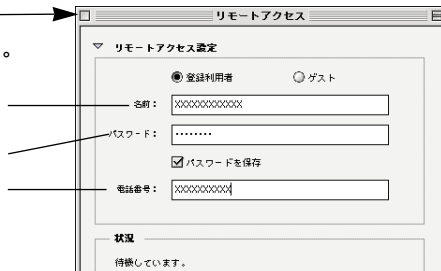 リモートアクセス
。
リモートアクセス設定
登録利用者 ゲスト
名前： XXXXXXXXXXX
パスワード： ••••••••
パスワードを保存
電話番号： XXXXXXXXX
状況
待機しています。